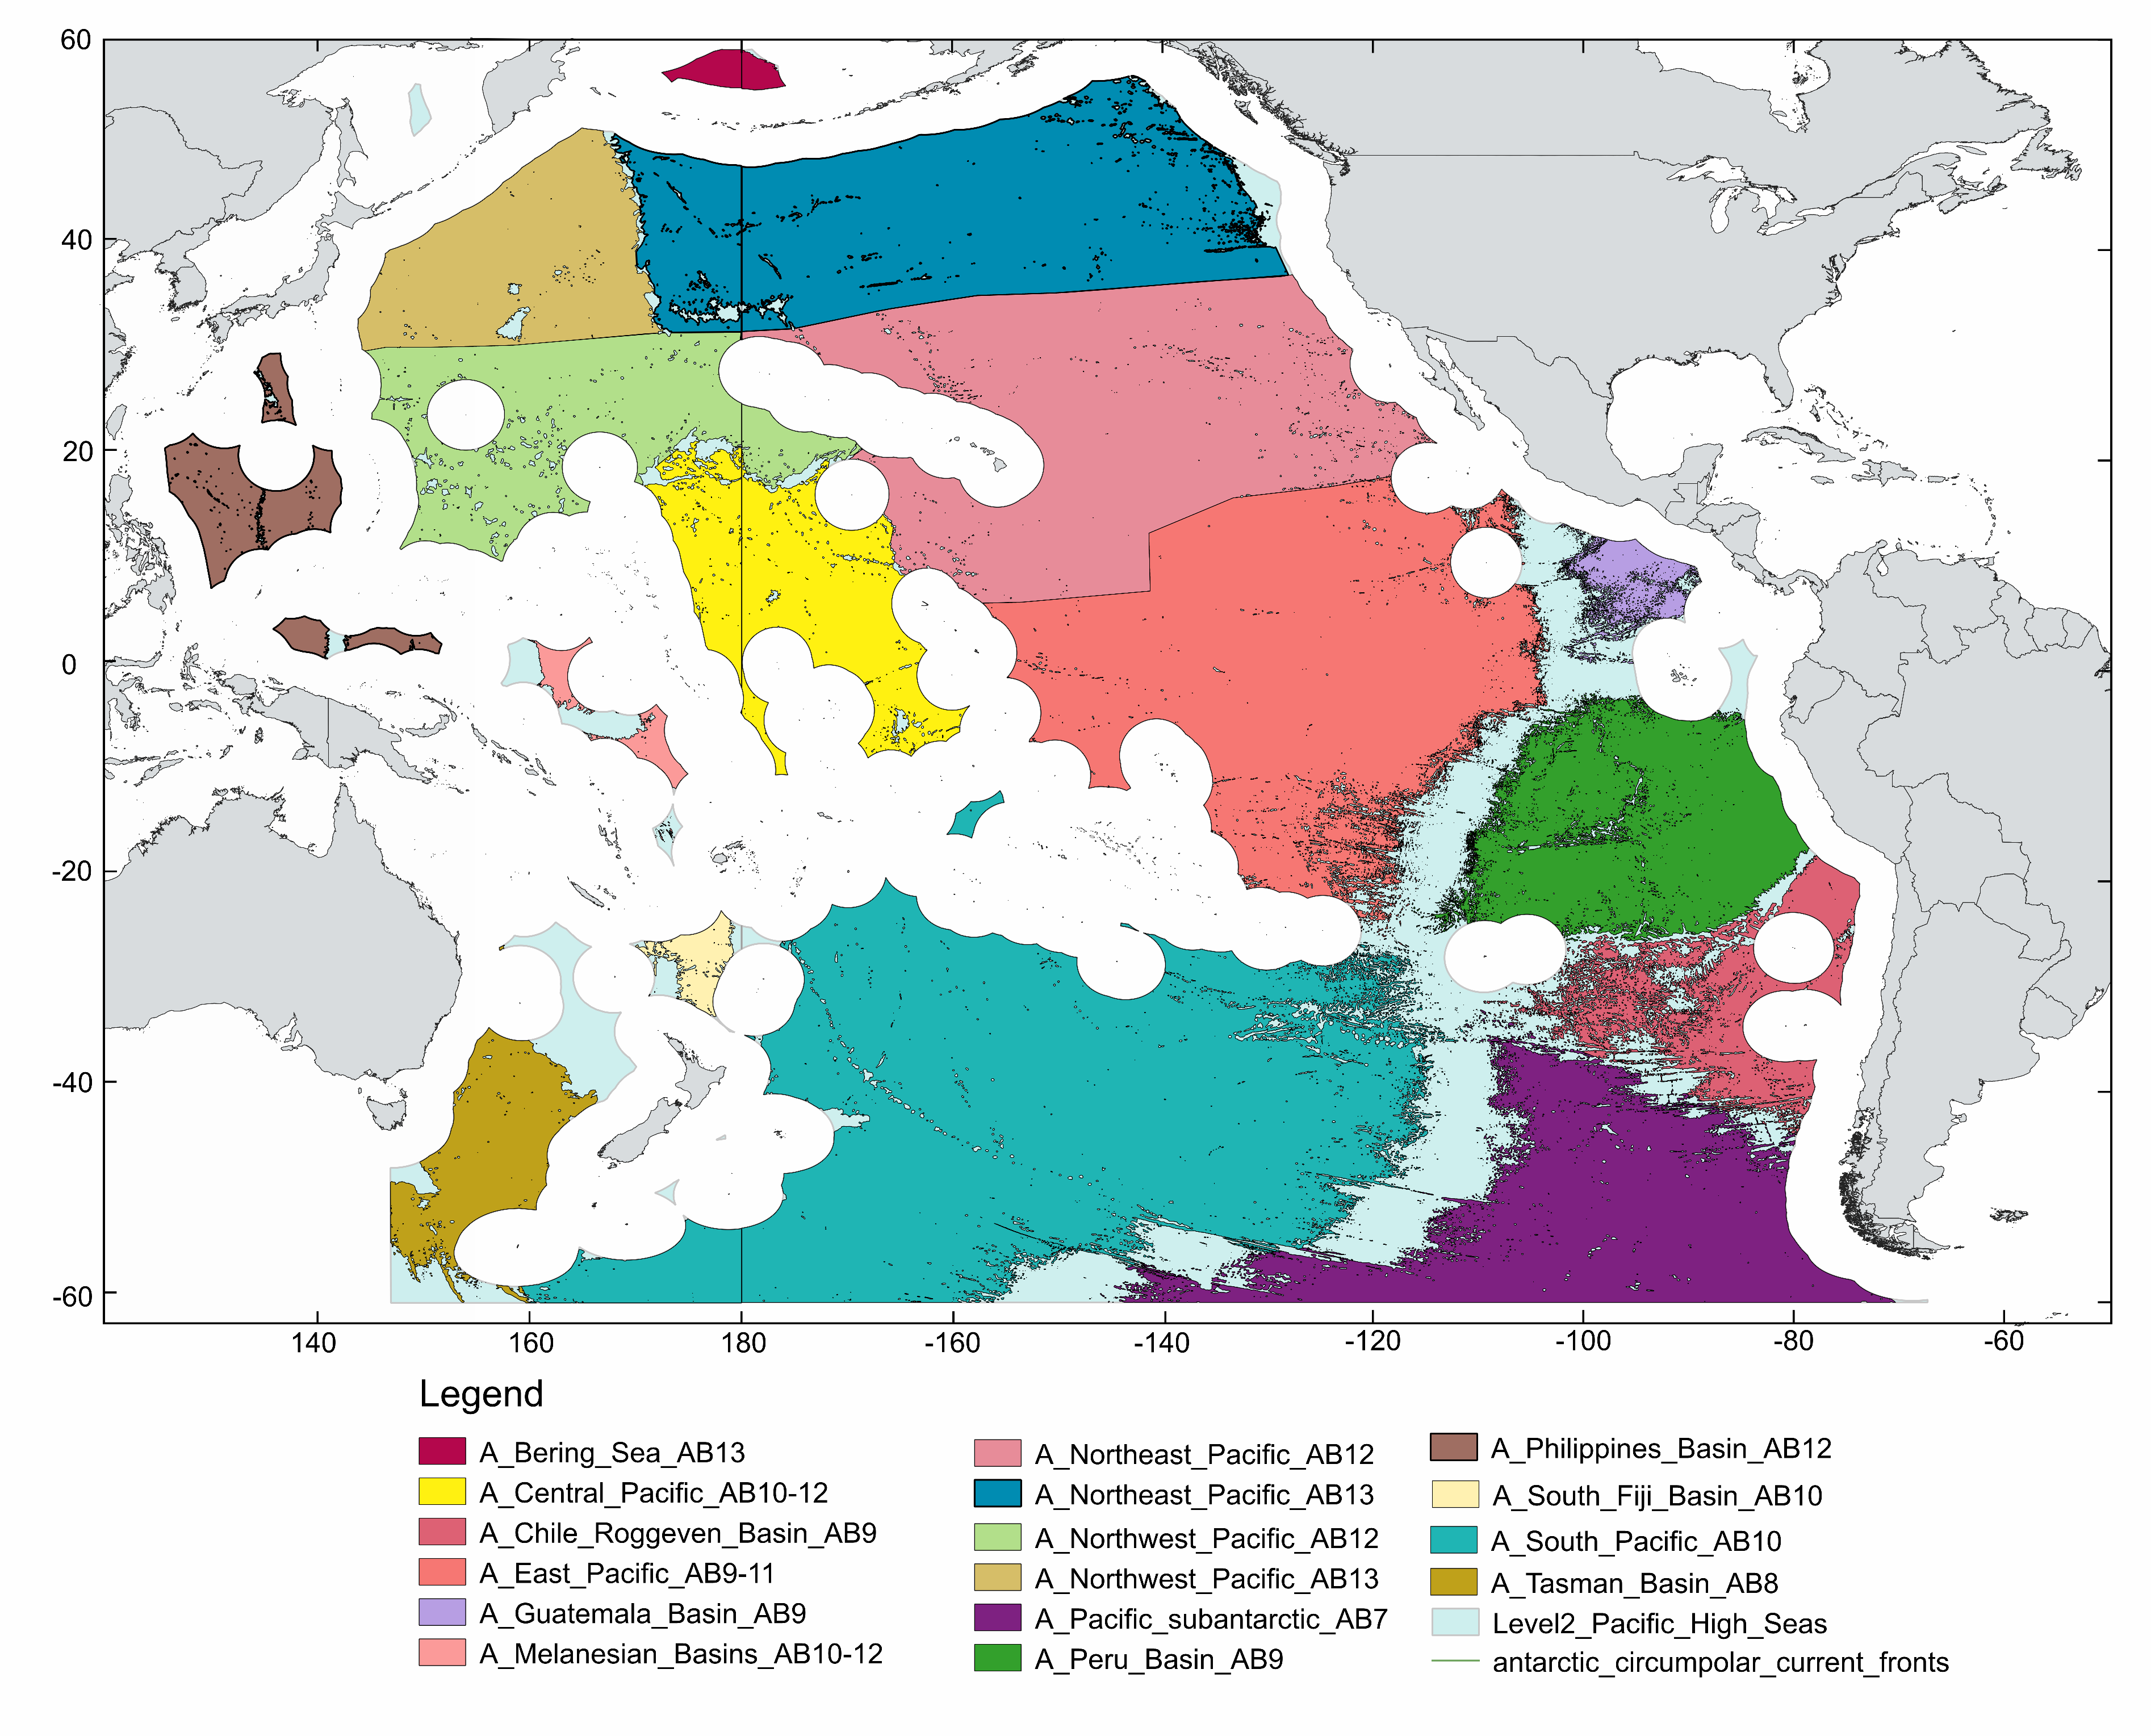 60
40
20
0
-20
-40
-60
140
160
180
-160
-140
-120
-100
-80
-60
Legend
A_Bering_Sea_AB13
A_Central_Pacific_AB10-12
A_Chile_Roggeven_Basin_AB9
A_East_Pacific_AB9-11
A_Guatemala_Basin_AB9
A_Melanesian_Basins_AB10-12
A_Northeast_Pacific_AB12
A_Northeast_Pacific_AB13
A_Northwest_Pacific_AB12
A_Northwest_Pacific_AB13
A_Pacific_subantarctic_AB7
A_Peru_Basin_AB9
A_Philippines_Basin_AB12
A_South_Fiji_Basin_AB10
A_South_Pacific_AB10
A_Tasman_Basin_AB8
Level2_Pacific_High_Seas
antarctic_circumpolar_current_fronts